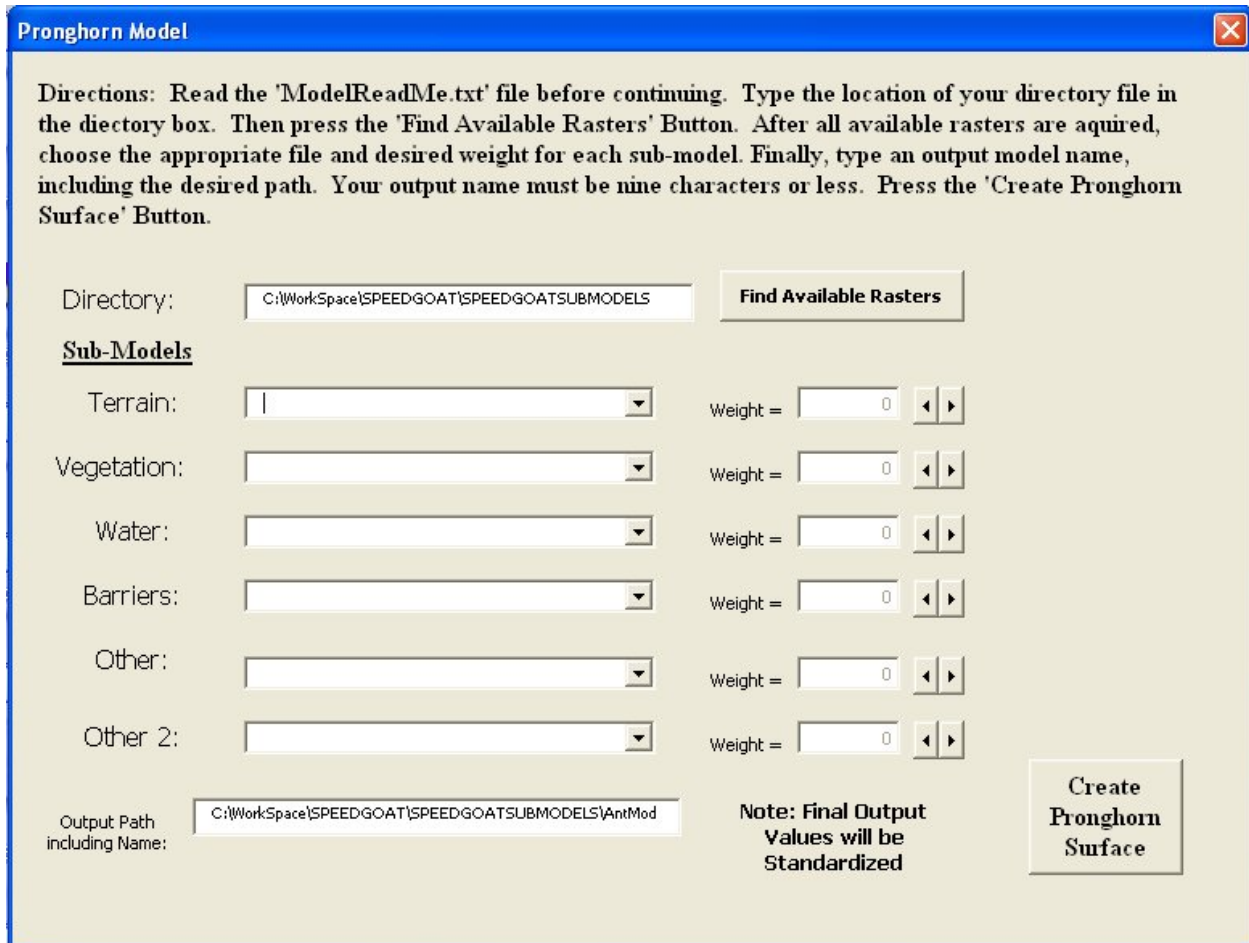 Pronghorn Model
Directions: Read the 'ModelReadMe.txt' file before continuing. Type the location of your directory file in
the diectory box. Then press the 'Find Available Rasters' Button. After all available rasters are aquired,
choose the appropriate file and desired weight for each sub-model. Finally, type an output model name,
including the desired path. Your output name must be nine characters or less. Press the 'Create Pronghorn
Surface' Button.
Directory: C:\WorkSpace\SPEEDGOAT\SPEEDGOATSUBMODELS Find Available Rasters
Sub-Models
Terrain: Weight = 0
Vegetation: Weight = 0
Water: Weight = 0
Barriers: Weight = 0
Other: Weight = 0
Other 2: Weight = 0
Output Path
including Name:
C:\WorkSpace\SPEEDGOAT\SPEEDGOATSUBMODELS\AntMod
Note: Final Output
Values will be
Standardized
Create
Pronghorn
Surface